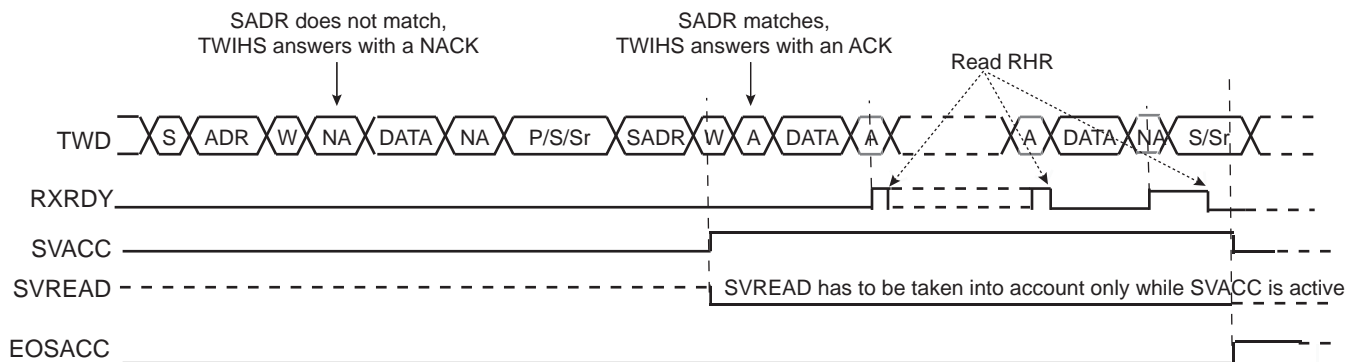 SADR does not match,
TWIHS answers with a NACK
SADR matches,
TWIHS answers with an ACK
Read RHR
TWD S ADR W NA DATA NA P/S/Sr SADR W A DATA A A DATA NA S/Sr
RXRDY
SVACC
SVREAD SVREAD has to be taken into account only while SVACC is active
EOSACC